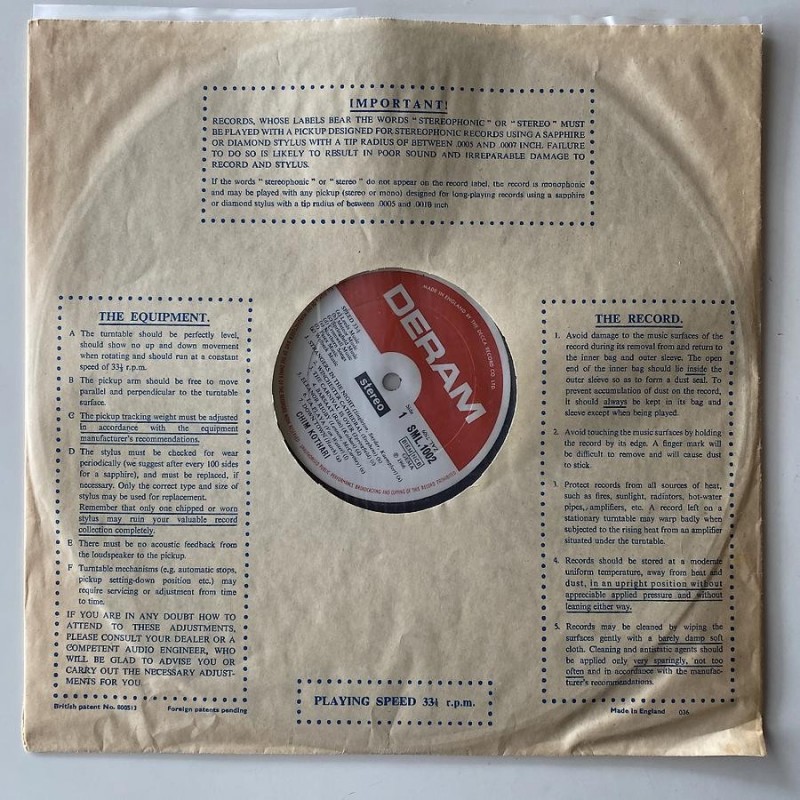 IMPORTANT!
RECORDS, WHOSE LABELS BEAR THE WORDS "STEREOPHONIC" OR "STEREO" MUST
BE PLAYED WITH A PICKUP DESIGNED FOR STEREOPHONIC RECORDS USING A SAPPHIRE
OR DIAMOND STYLUS WITH A TIP RADIUS OF BETWEEN .0005 AND .0007 INCH. FAILURE
TO DO SO IS LIKELY TO RESULT IN POOR SOUND AND IRREPARABLE DAMAGE TO
RECORD AND STYLUS.
If the words "stereophonic" or "stereo" do not appear on the record label, the record is monophonic
and may be played with any pickup (stereo or mono) designed for long-playing records using a sapphire
or diamond stylus with a tip radius of between .0005 and .0010 inch
THE EQUIPMENT.
A The turntable should be perfectly level,
should show no up and down movement
when rotating and should run at a constant
speed of 33⅓ r.p.m.
B The pickup arm should be free to move
parallel and perpendicular to the turntable
surface.
C The pickup tracking weight must be adjusted
in accordance with the equipment
manufacturer's recommendations.
D The stylus must be checked for wear
periodically (we suggest after every 100 sides
for a sapphire), and must be replaced, if
necessary. Only the correct type and size of
stylus may be used for replacement.
Remember that only one chipped or worn
stylus may ruin your valuable record
collection completely.
E There must be no acoustic feedback from
the loudspeaker to the pickup.
F Turntable mechanisms (e.g. automatic stops,
pickup setting-down position etc.) may
require servicing or adjustment from time
to time.
IF YOU ARE IN ANY DOUBT HOW TO
ATTEND TO THESE ADJUSTMENTS,
PLEASE CONSULT YOUR DEALER OR A
COMPETENT AUDIO ENGINEER, WHO
WILL BE GLAD TO ADVISE YOU OR
CARRY OUT THE NECESSARY ADJUST-
MENTS FOR YOU.
British patent No. 800513 Foreign patents pending
DERAM
MADE IN ENGLAND BY THE DECCA RECORD CO. LTD.
SPEED 33⅓
stereo
Side
1
SML.1002
℗ 1966
STRANGERS IN THE NIGHT
CHIM KOTHARI
PLAYING SPEED 33⅓ r.p.m.
THE RECORD.
1. Avoid damage to the music surfaces of the
record during its removal from and return to
the inner bag and outer sleeve. The open
end of the inner bag should lie inside the
outer sleeve so as to form a dust seal. To
prevent accumulation of dust on the record,
it should always be kept in its bag and
sleeve except when being played.
2. Avoid touching the music surfaces by holding
the record by its edge. A finger mark will
be difficult to remove and will cause dust
to stick.
3. Protect records from all sources of heat,
such as fires, sunlight, radiators, hot-water
pipes, amplifiers, etc. A record left on a
stationary turntable may warp badly when
subjected to the rising heat from an amplifier
situated under the turntable.
4. Records should be stored at a moderate
uniform temperature, away from heat and
dust, in an upright position without
appreciable applied pressure and without
leaning either way.
5. Records may be cleaned by wiping the
surfaces gently with a barely damp soft
cloth. Cleaning and antistatic agents should
be applied only very sparingly, not too
often and in accordance with the manufac-
turer's recommendations.
Made in England 036